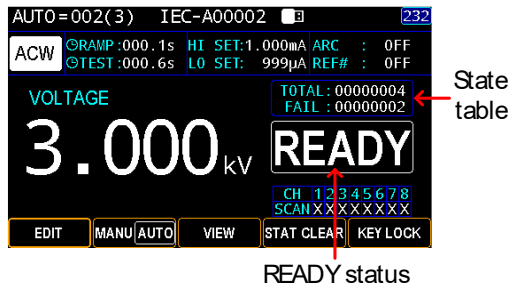 AUTO=002(3) IEC-A00002 232
ACW RAMP:000.1s HI SET:1.000mA ARC : OFF
TEST:000.6s LO SET: 999µA REF# : OFF
VOLTAGE
TOTAL:00000004
FAIL:00000002
State table
3.000kV
READY
CH 1 2 3 4 5 6 7 8
SCAN X X X X X X X X
EDIT MANU AUTO VIEW STAT CLEAR KEY LOCK
READY status